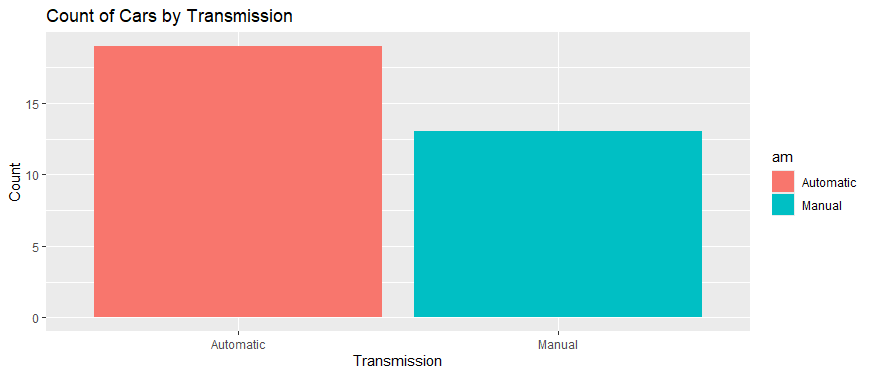 Count of Cars by Transmission
Count
15
10
5
0
Automatic
Manual
Transmission
am
Automatic
Manual